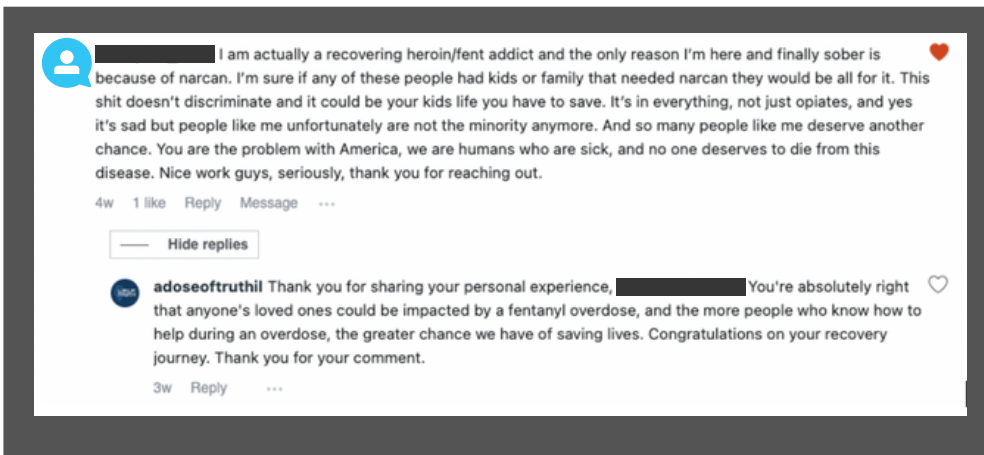 I am actually a recovering heroin/fent addict and the only reason I'm here and finally sober is
because of narcan. I'm sure if any of these people had kids or family that needed narcan they would be all for it. This
shit doesn't discriminate and it could be your kids life you have to save. It's in everything, not just opiates, and yes
it's sad but people like me unfortunately are not the minority anymore. And so many people like me deserve another
chance. You are the problem with America, we are humans who are sick, and no one deserves to die from this
disease. Nice work guys, seriously, thank you for reaching out.
4w 1 like Reply Message ...
Hide replies
adoseoftruthil Thank you for sharing your personal experience, You're absolutely right
that anyone's loved ones could be impacted by a fentanyl overdose, and the more people who know how to
help during an overdose, the greater chance we have of saving lives. Congratulations on your recovery
journey. Thank you for your comment.
3w Reply ...